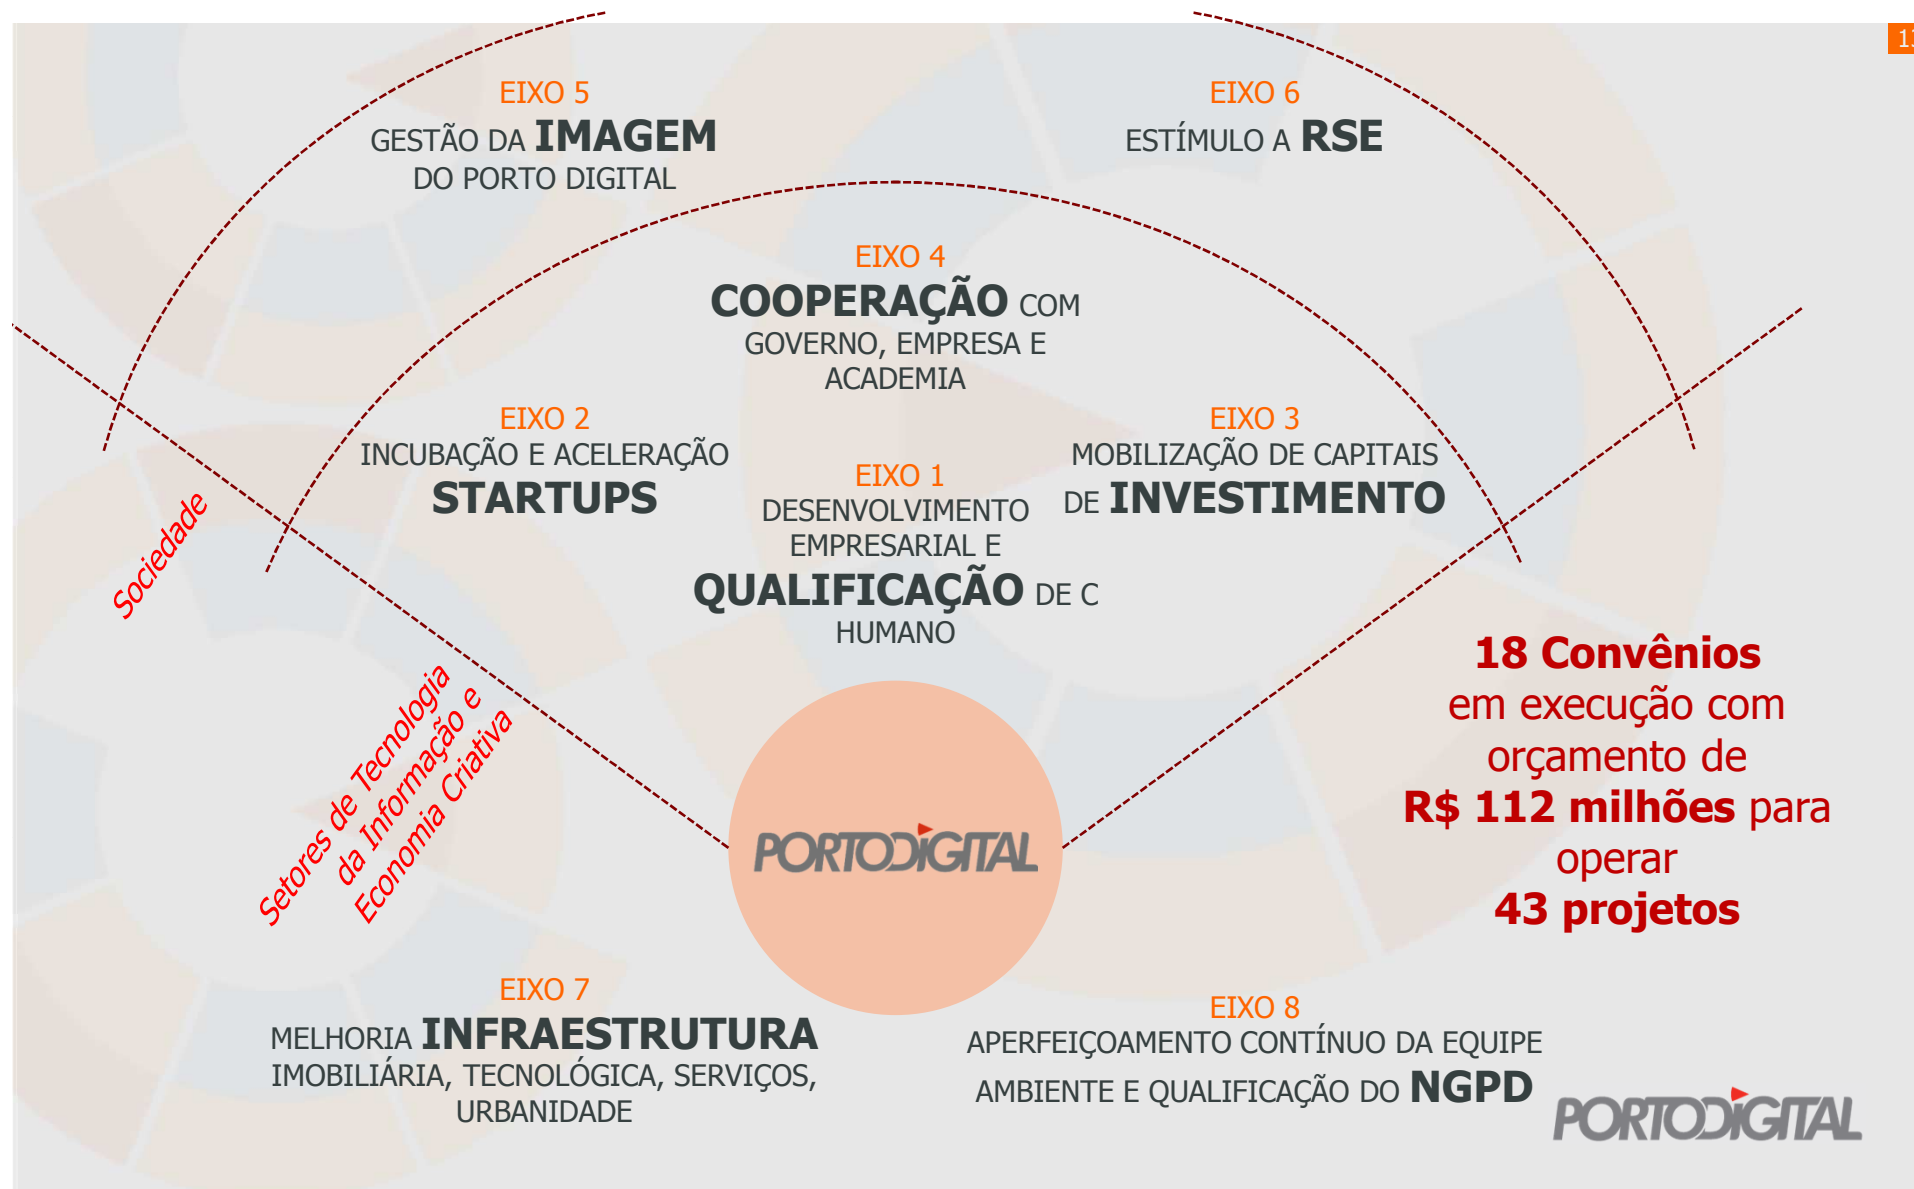 EIXO 5
GESTÃO DA IMAGEM
DO PORTO DIGITAL
EIXO 6
ESTÍMULO A RSE
EIXO 4
COOPERAÇÃO COM
GOVERNO, EMPRESA E
ACADEMIA
EIXO 2
INCUBAÇÃO E ACELERAÇÃO
STARTUPS
EIXO 1
DESENVOLVIMENTO
EMPRESARIAL E
QUALIFICAÇÃO DE C
HUMANO
EIXO 3
MOBILIZAÇÃO DE CAPITAIS
DE INVESTIMENTO
Sociedade
Setores de Tecnologia
da Informação e
Economia Criativa
18 Convênios
em execução com
orçamento de
R$ 112 milhões para
operar
43 projetos
PORTODIGITAL
EIXO 7
MELHORIA INFRAESTRUTURA
IMOBILIÁRIA, TECNOLÓGICA, SERVIÇOS,
URBANIDADE
EIXO 8
APERFEIÇOAMENTO CONTÍNUO DA EQUIPE
AMBIENTE E QUALIFICAÇÃO DO NGPD
PORTODIGITAL